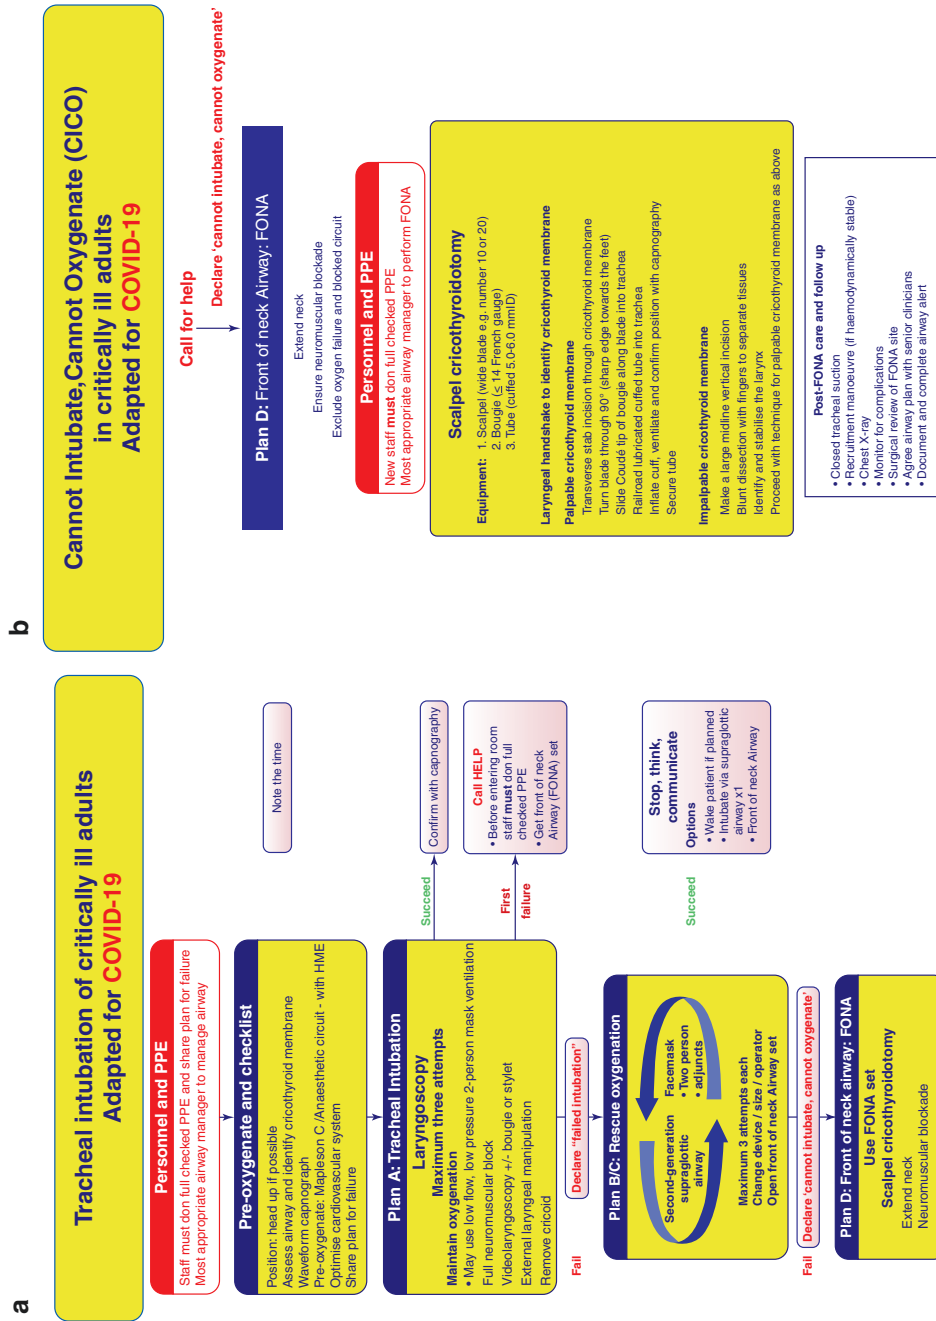 a
Tracheal intubation of critically ill adults
Adapted for COVID-19
Personnel and PPE
Staff must don full checked PPE and share plan for failure
Most appropriate airway manager to manage airway
Pre-oxygenate and checklist
Position: head up if possible
Assess airway and identify cricothyroid membrane
Waveform capnograph
Pre-oxygenate: Mapleson C /Anaesthetic circuit - with HME
Optimise cardiovascular system
Share plan for failure
Note the time
Plan A: Tracheal Intubation
Laryngoscopy
Maximum three attempts
Maintain oxygenation
• May use low flow, low pressure 2-person mask ventilation
Full neuromuscular block
Videolaryngoscopy +/- bougie or stylet
External laryngeal manipulation
Remove cricoid
Succeed
Confirm with capnography
First
failure
Call HELP
• Before entering room
staff must don full
checked PPE
• Get front of neck
Airway (FONA) set
Fail
Declare "failed intubation"
Plan B/C: Rescue oxygenation
Second-generation
supraglottic
airway
Facemask
• Two person
• adjuncts
Maximum 3 attempts each
Change device / size / operator
Open front of neck Airway set
Succeed
Stop, think,
communicate
Options
• Wake patient if planned
• Intubate via supraglottic
airway x1
• Front of neck Airway
Fail
Declare 'cannot intubate, cannot oxygenate'
Plan D: Front of neck airway: FONA
Use FONA set
Scalpel cricothyroidotomy
Extend neck
Neuromuscular blockade
b
Cannot Intubate,Cannot Oxygenate (CICO)
in critically ill adults
Adapted for COVID-19
Call for help
Declare 'cannot intubate, cannot oxygenate'
Plan D: Front of neck Airway: FONA
Extend neck
Ensure neuromuscular blockade
Exclude oxygen failure and blocked circuit
Personnel and PPE
New staff must don full checked PPE
Most appropriate airway manager to perform FONA
Scalpel cricothyroidotomy
Equipment: 1. Scalpel (wide blade e.g. number 10 or 20)
2. Bougie (≤ 14 French gauge)
3. Tube (cuffed 5.0-6.0 mmID)
Laryngeal handshake to identify cricothyroid membrane
Palpable cricothyroid membrane
Transverse stab incision through cricothyroid membrane
Turn blade through 90° (sharp edge towards the feet)
Slide Coudé tip of bougie along blade into trachea
Railroad lubricated cuffed tube into trachea
Inflate cuff, ventilate and confirm position with capnography
Secure tube
Impalpable cricothyroid membrane
Make a large midline vertical incision
Blunt dissection with fingers to separate tissues
Identify and stabilise the larynx
Proceed with technique for palpable cricothyroid membrane as above
Post-FONA care and follow up
• Closed tracheal suction
• Recruitment manoeuvre (if haemodynamically stable)
• Chest X-ray
• Monitor for complications
• Surgical review of FONA site
• Agree airway plan with senior clinicians
• Document and complete airway alert